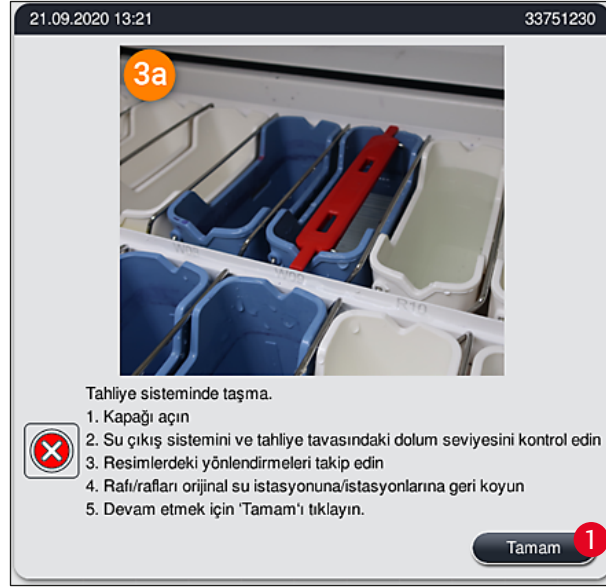 21.09.2020 13:21 33751230
3a
W08
W09
R10
Tahliye sisteminde taşma.
1. Kapağı açın
2. Su çıkış sistemini ve tahliye tavasındaki dolum seviyesini kontrol edin
3. Resimlerdeki yönlendirmeleri takip edin
4. Rafı/rafları orijinal su istasyonuna/istasyonlarına geri koyun
5. Devam etmek için 'Tamam'ı tıklayın.
Tamam 1